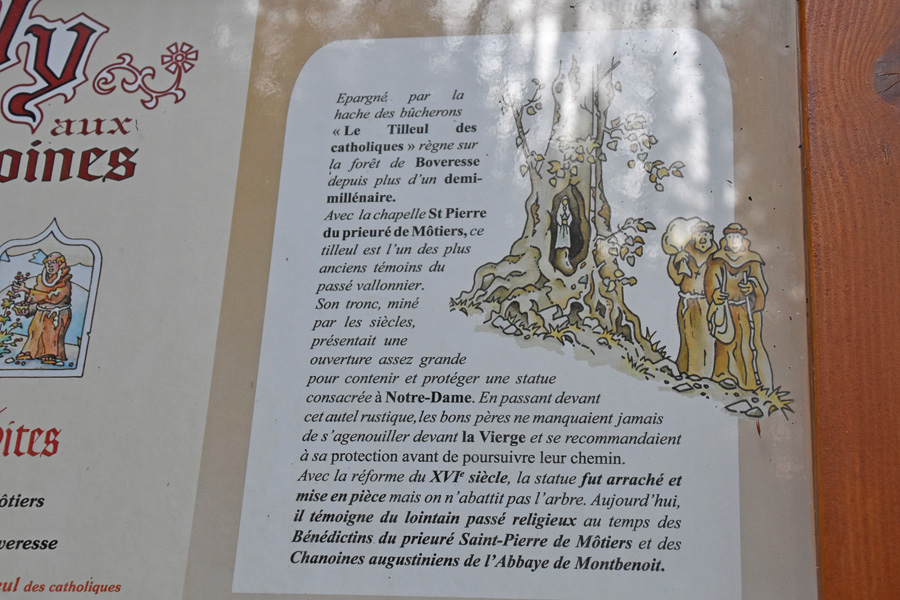 ly
aux
oines
ites
ôtiers
veresse
eul des catholiques
Epargné par la
hache des bûcherons
« Le Tilleul des
catholiques » règne sur
la forêt de Boveresse
depuis plus d'un demi-
millénaire.
Avec la chapelle St Pierre
du prieuré de Môtiers, ce
tilleul est l'un des plus
anciens témoins du
passé vallonnier.
Son tronc, miné
par les siècles,
présentait une
ouverture assez grande
pour contenir et protéger une statue
consacrée à Notre-Dame. En passant devant
cet autel rustique, les bons pères ne manquaient jamais
de s'agenouiller devant la Vierge et se recommandaient
à sa protection avant de poursuivre leur chemin.
Avec la réforme du XVIe siècle, la statue fut arraché et
mise en pièce mais on n'abattit pas l'arbre. Aujourd'hui,
il témoigne du lointain passé religieux au temps des
Bénédictins du prieuré Saint-Pierre de Môtiers et des
Chanoines augustiniens de l'Abbaye de Montbenoit.